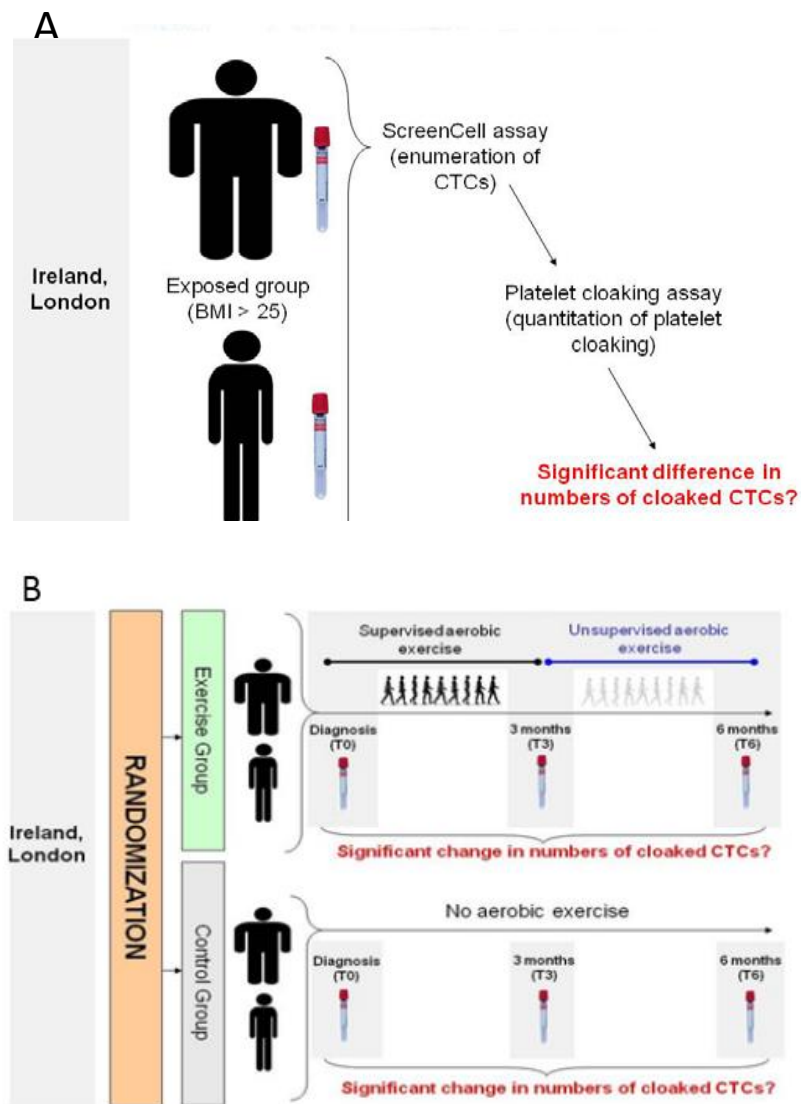 A
Ireland,
London
Exposed group
(BMI > 25)
ScreenCell assay
(enumeration of
CTCs)
Platelet cloaking assay
(quantitation of platelet
cloaking)
Significant difference in
numbers of cloaked CTCs?
B
Ireland,
London
RANDOMIZATION
Exercise Group
Supervised aerobic
exercise
Unsupervised aerobic
exercise
Diagnosis
(T0)
3 months
(T3)
6 months
(T6)
Significant change in numbers of cloaked CTCs?
Control Group
No aerobic exercise
Diagnosis
(T0)
3 months
(T3)
6 months
(T6)
Significant change in numbers of cloaked CTCs?